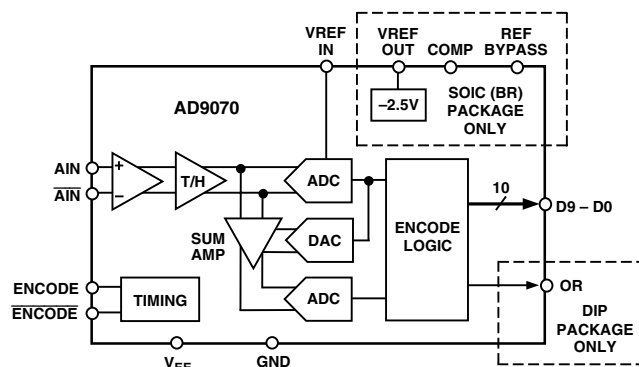 VREF
IN
VREF
OUT
COMP
REF
BYPASS
–2.5V
SOIC (BR)
PACKAGE
ONLY
AD9070
AIN
AIN
+
–
T/H
ADC
SUM
AMP
DAC
ADC
ENCODE
LOGIC
10
D9 – D0
OR
DIP
PACKAGE
ONLY
ENCODE
ENCODE
TIMING
VEE
GND